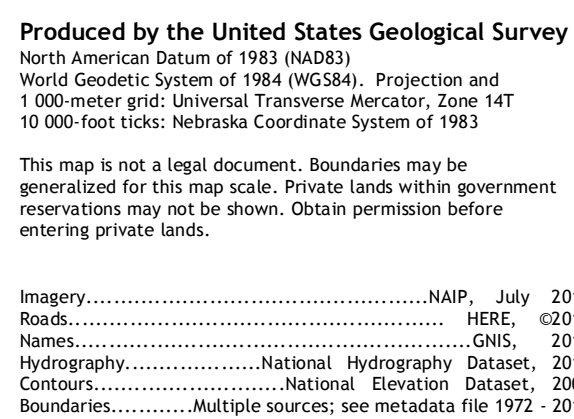 Produced by the United States Geological Survey
North American Datum of 1983 (NAD83)
World Geodetic System of 1984 (WGS84). Projection and
1 000-meter grid: Universal Transverse Mercator, Zone 14T
10 000-foot ticks: Nebraska Coordinate System of 1983
This map is not a legal document. Boundaries may be
generalized for this map scale. Private lands within government
reservations may not be shown. Obtain permission before
entering private lands.
Imagery..................................................NAIP, July
Roads....................................................... HERE,
Names..........................................................GNIS,
Hydrography....................National Hydrography Dataset,
Contours............................National Elevation Dataset,
Boundaries............Multiple sources; see metadata file 1972 -